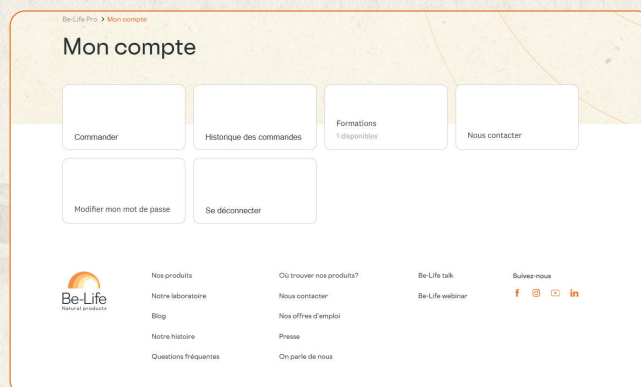 Be-Life Pro > Mon compte
Mon compte
Commander
Historique des commandes
Formations
1 disponibles
Nous contacter
Modifier mon mot de passe
Se déconnecter
Be-Life
Natural products
Nos produits
Notre laboratoire
Blog
Notre histoire
Questions fréquentes
Où trouver nos produits?
Nous contacter
Nos offres d'emploi
Presse
On parle de nous
Be-Life talk
Be-Life webinar
Suivez-nous